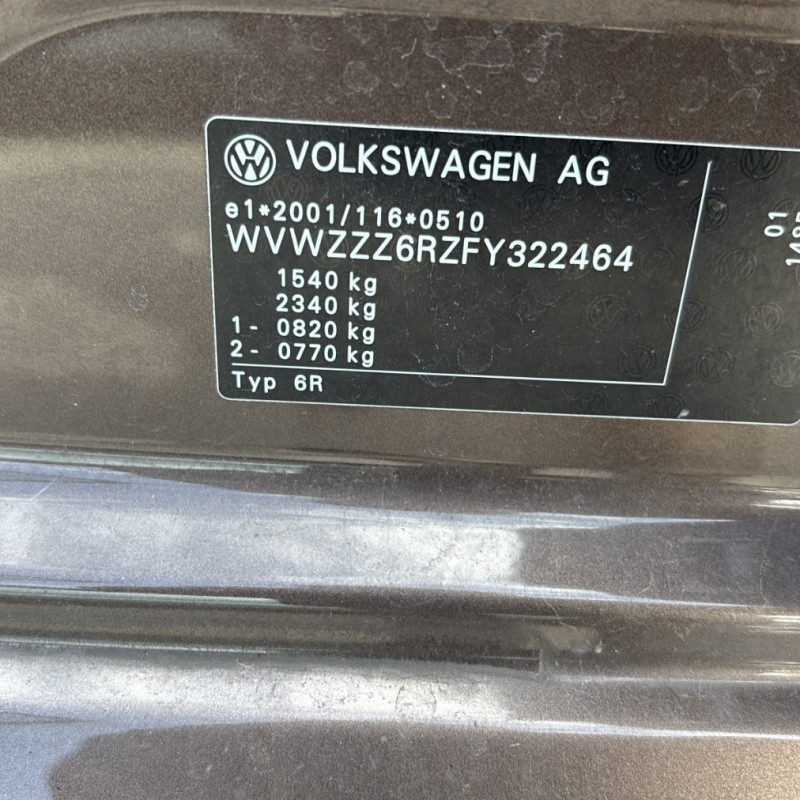 VOLKSWAGEN AG
e1*2001/116*0510
WVWZZZ6RZFY322464
1540 kg
2340 kg
1- 0820 kg
2- 0770 kg
Typ 6R
01